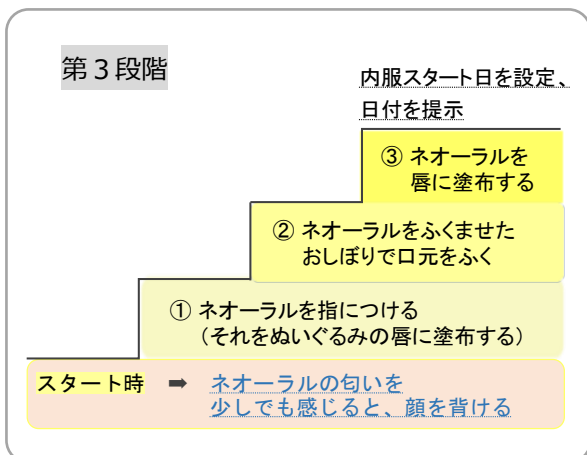 第３段階
内服スタート日を設定、
日付を提示
③ ネオーラルを
唇に塗布する
② ネオーラルをふくませた
おしぼりで口元をふく
① ネオーラルを指につける
（それをぬいぐるみの唇に塗布する）
スタート時 ➡ ネオーラルの匂いを
少しでも感じると、顔を背ける